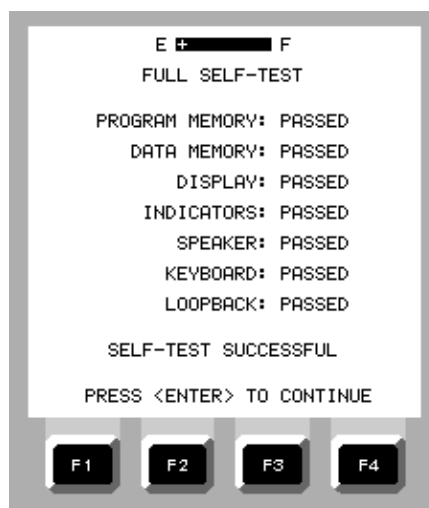 E + F
FULL SELF-TEST
PROGRAM MEMORY: PASSED
DATA MEMORY: PASSED
DISPLAY: PASSED
INDICATORS: PASSED
SPEAKER: PASSED
KEYBOARD: PASSED
LOOPBACK: PASSED
SELF-TEST SUCCESSFUL
PRESS <ENTER> TO CONTINUE
F1 F2 F3 F4